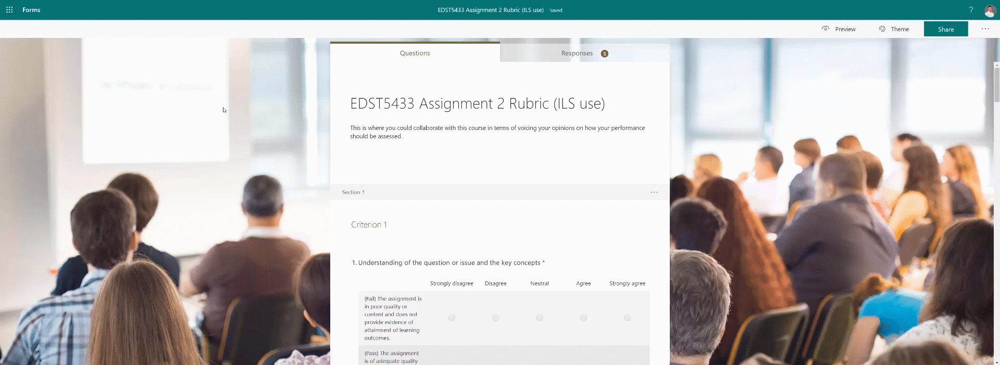 Forms
EDST5433 Assignment 2 Rubric (ILS use) · Saved
?
Preview
Theme
Share
Questions
Responses 5
EDST5433 Assignment 2 Rubric (ILS use)
This is where you could collaborate with this course in terms of voicing your opinions on how your performance
should be assessed.
Section 1
Criterion 1
1. Understanding of the question or issue and the key concepts *
Strongly disagree Disagree Neutral Agree Strongly agree
(Fail) The assignment is
in poor quality or
content and does not
provide evidence of
attainment of learning
outcomes.
(Pass) The assignment
is of adequate quality